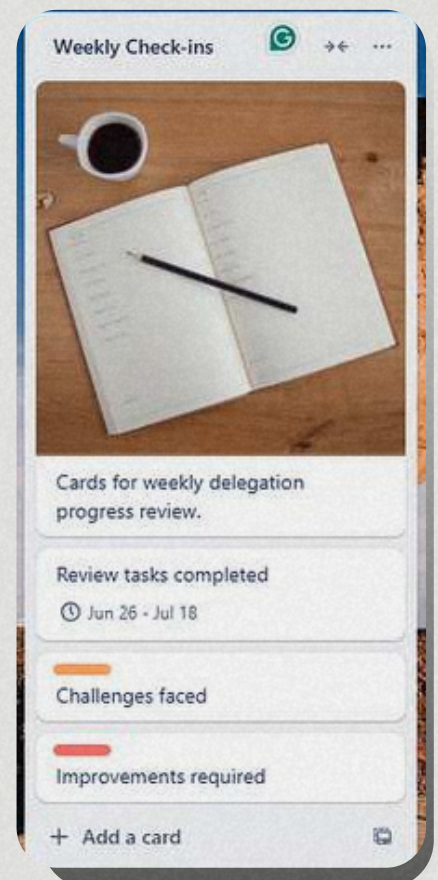 Weekly Check-ins
Cards for weekly delegation
progress review.
Review tasks completed
Jun 26 - Jul 18
Challenges faced
Improvements required
+ Add a card